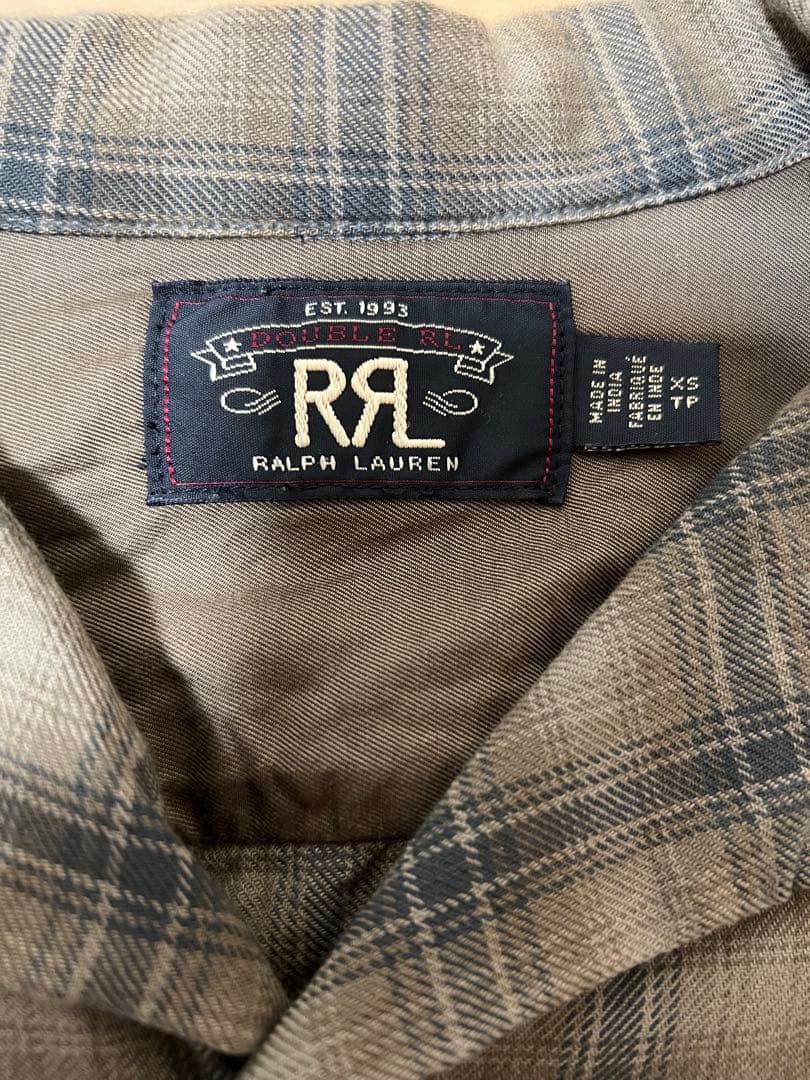 EST. 1993
DOUBLE RL
RRL
RALPH LAUREN
MADE IN
INDIA
FABRIQUÉ
EN INDE
XS
TP